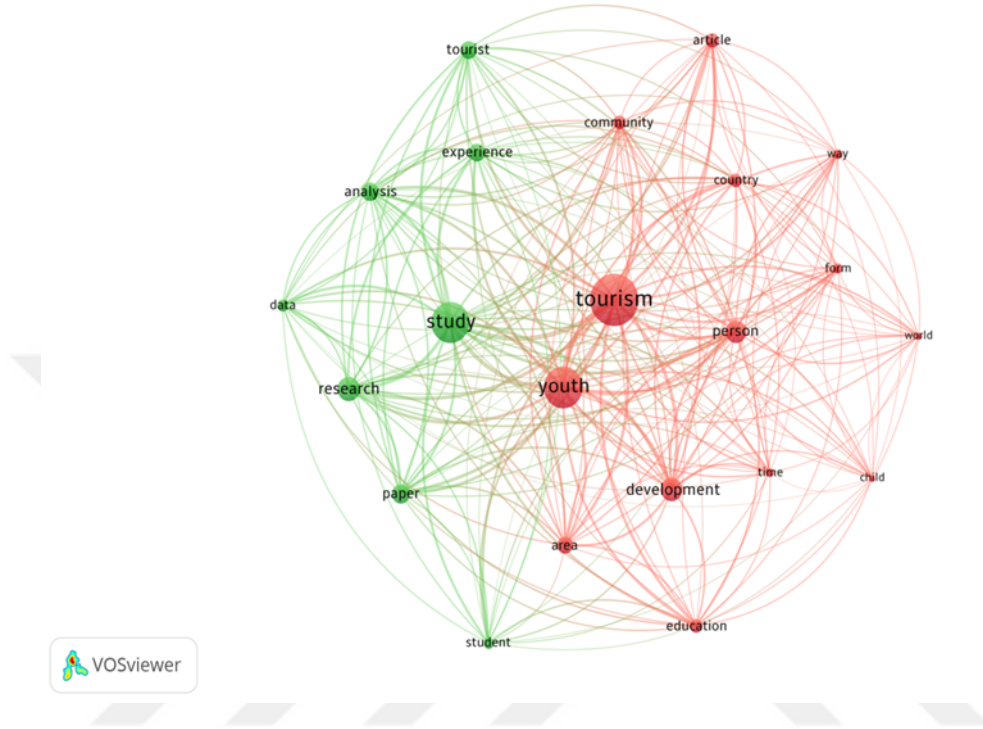 article
tourist
community
experience
way
country
analysis
form
tourism
data
study
person
world
youth
research
time
child
development
paper
area
education
student
VOSviewer